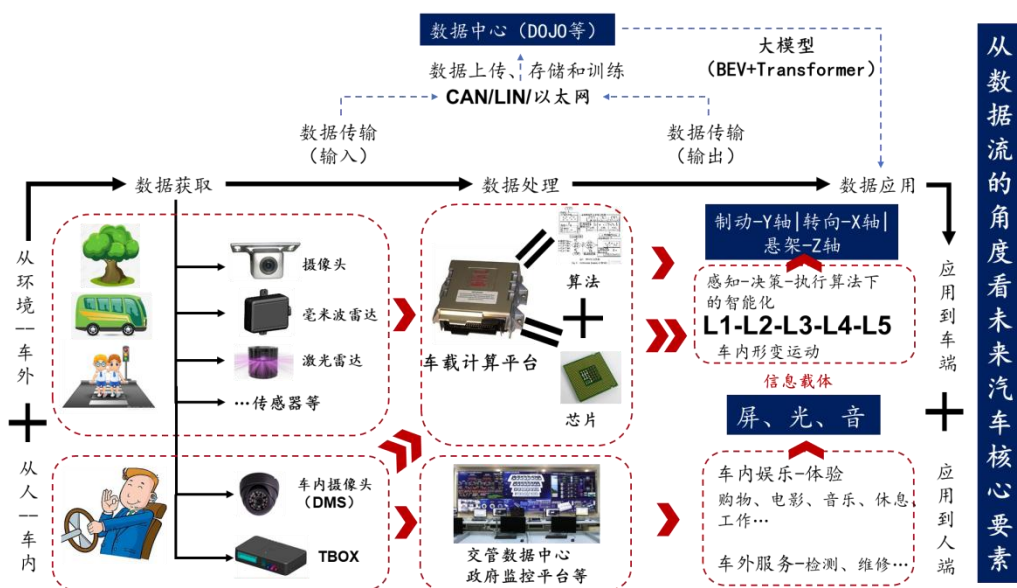 数据中心（DOJO等）
大模型
（BEV+Transformer）
数据上传、存储和训练
CAN/LIN/以太网
数据传输
（输入）
数据传输
（输出）
数据获取
数据处理
数据应用
从环境--车外
从人--车内
摄像头
毫米波雷达
激光雷达
…传感器等
车内摄像头
（DMS）
TBOX
车载计算平台
算法
芯片
交管数据中心
政府监控平台等
制动-Y轴|转向-X轴|
悬架-Z轴
感知-决策-执行算法下
的智能化
L1-L2-L3-L4-L5
车内形变运动
信息载体
屏、光、音
车内娱乐-体验
购物、电影、音乐、休息、
工作…
车外服务-检测、维修…
应用到车端
应用到人端
从数据流的角度看未来汽车核心要素